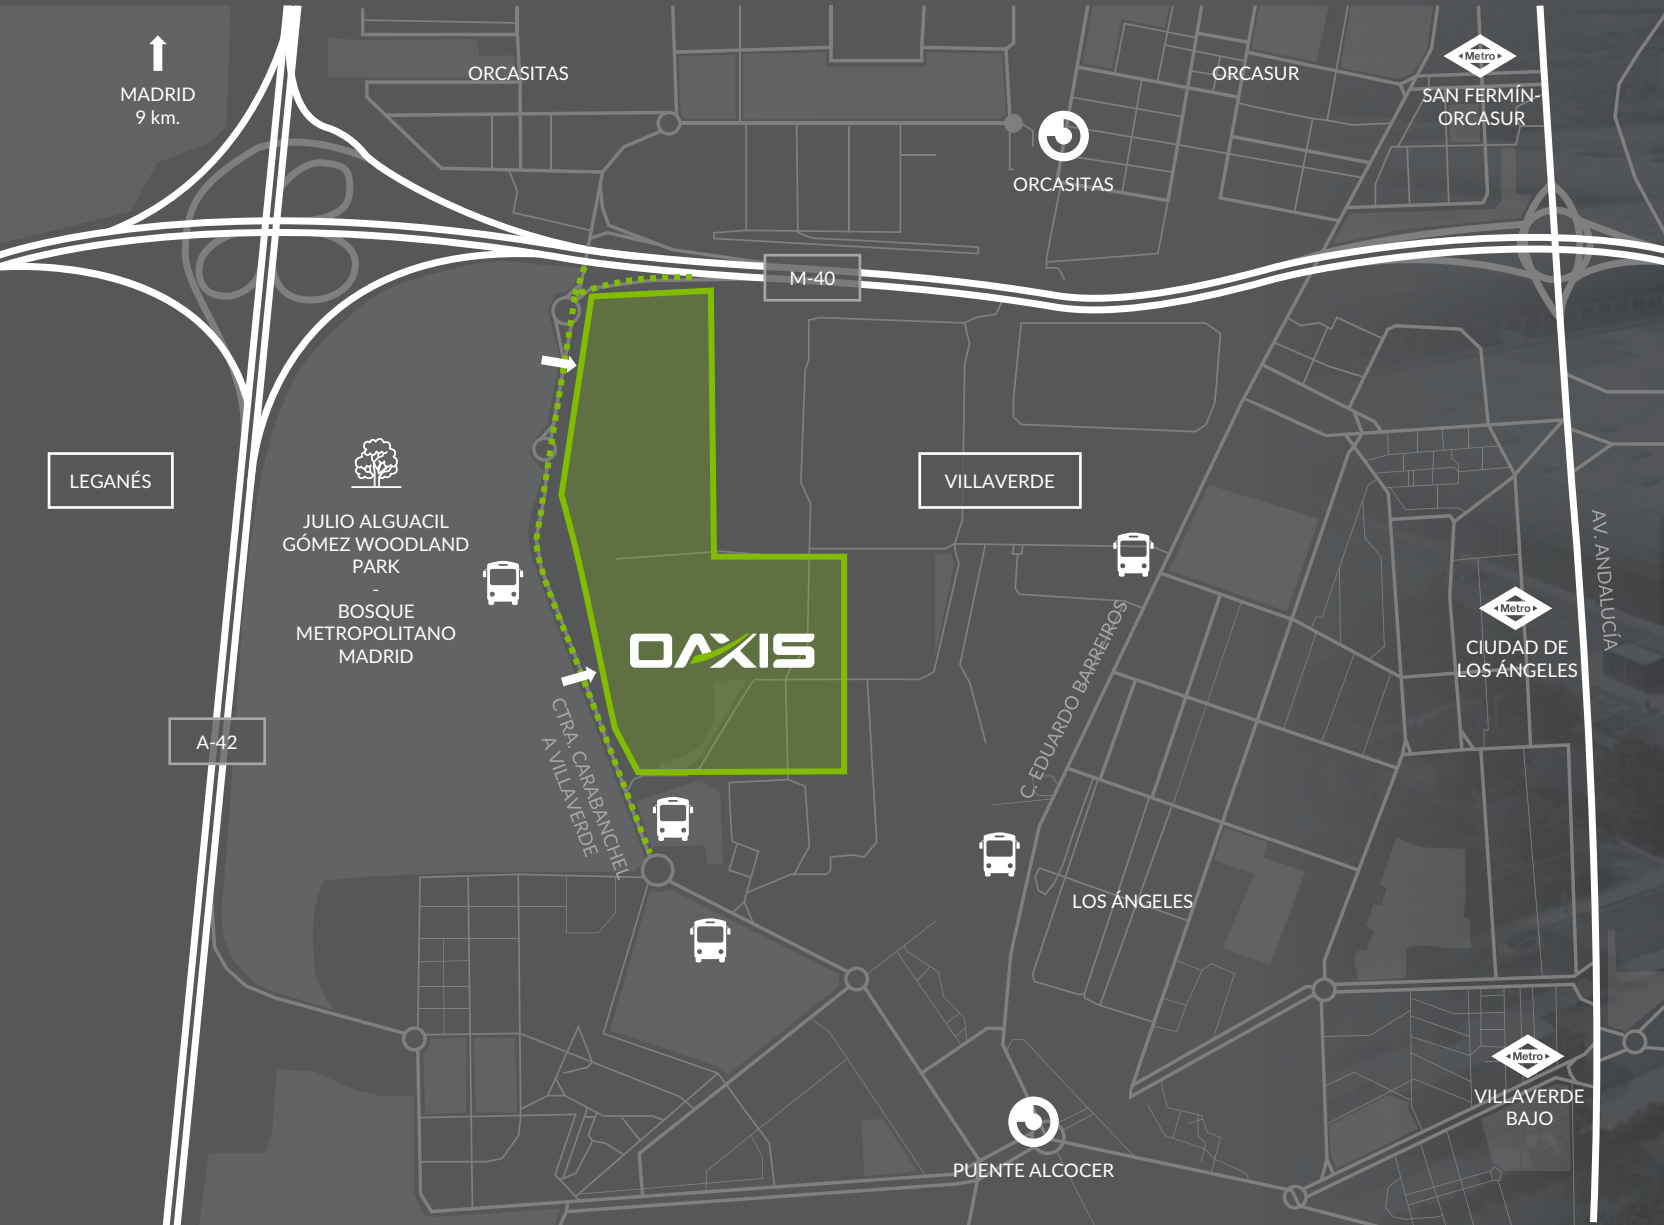 MADRID
9 km.
ORCASITAS
ORCASUR
Metro
SAN FERMÍN-
ORCASUR
ORCASITAS
M-40
LEGANÉS
VILLAVERDE
JULIO ALGUACIL
GÓMEZ WOODLAND
PARK
-
BOSQUE
METROPOLITANO
MADRID
AV. ANDALUCÍA
Metro
CIUDAD DE
LOS ÁNGELES
OAXIS
C. EDUARDO BARREIROS
A-42
CTRA. CARABANCHEL
A VILLAVERDE
LOS ÁNGELES
Metro
VILLAVERDE
BAJO
PUENTE ALCOCER